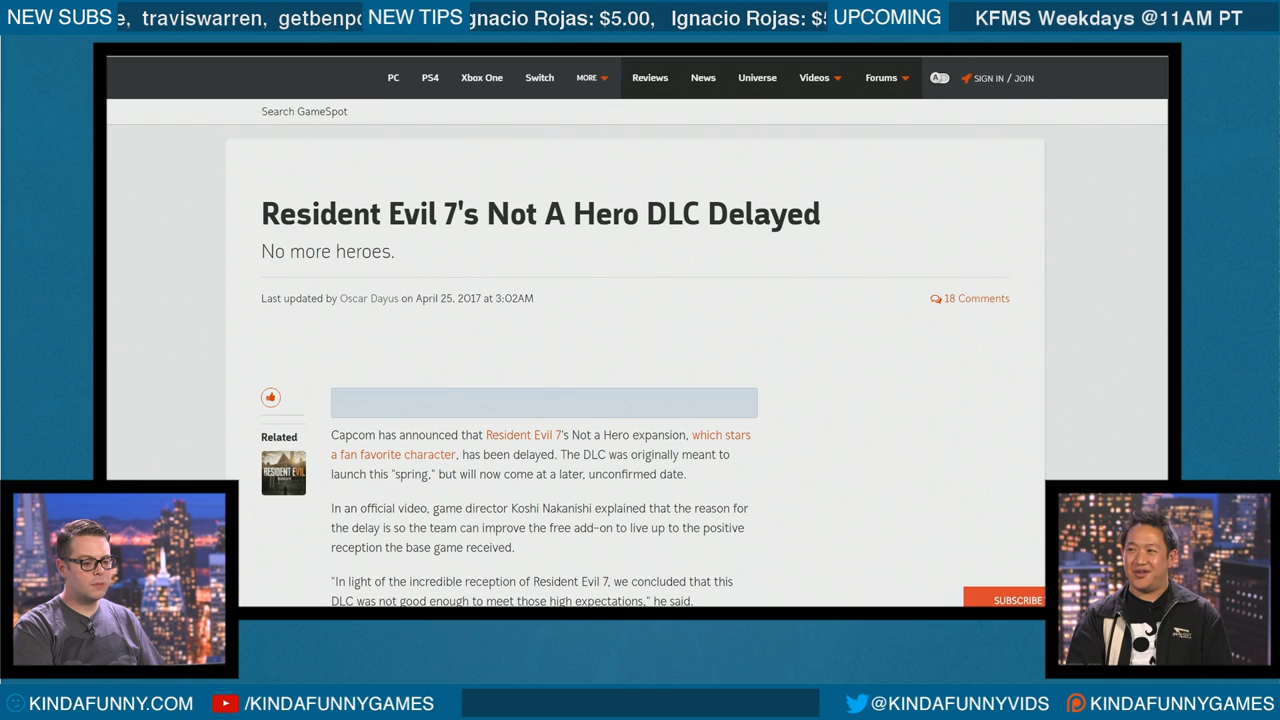 NEW SUBS
e, traviswarren, getbenpo
NEW TIPS
gnacio Rojas: $5.00, Ignacio Rojas: $5
UPCOMING
KFMS Weekdays @11AM PT
PC PS4 Xbox One Switch MORE Reviews News Universe Videos Forums SIGN IN / JOIN
Search GameSpot
Resident Evil 7's Not A Hero DLC Delayed
No more heroes.
Last updated by Oscar Dayus on April 25, 2017 at 3:02AM
18 Comments
Related
RESIDENT EVIL
Capcom has announced that Resident Evil 7's Not a Hero expansion, which stars
a fan favorite character, has been delayed. The DLC was originally meant to
launch this "spring," but will now come at a later, unconfirmed date.
In an official video, game director Koshi Nakanishi explained that the reason for
the delay is so the team can improve the free add-on to live up to the positive
reception the base game received.
"In light of the incredible reception of Resident Evil 7, we concluded that this
DLC was not good enough to meet those high expectations," he said.
SUBSCRIBE
KINDAFUNNY.COM
/KINDAFUNNYGAMES
@KINDAFUNNYVIDS
KINDAFUNNYGAMES